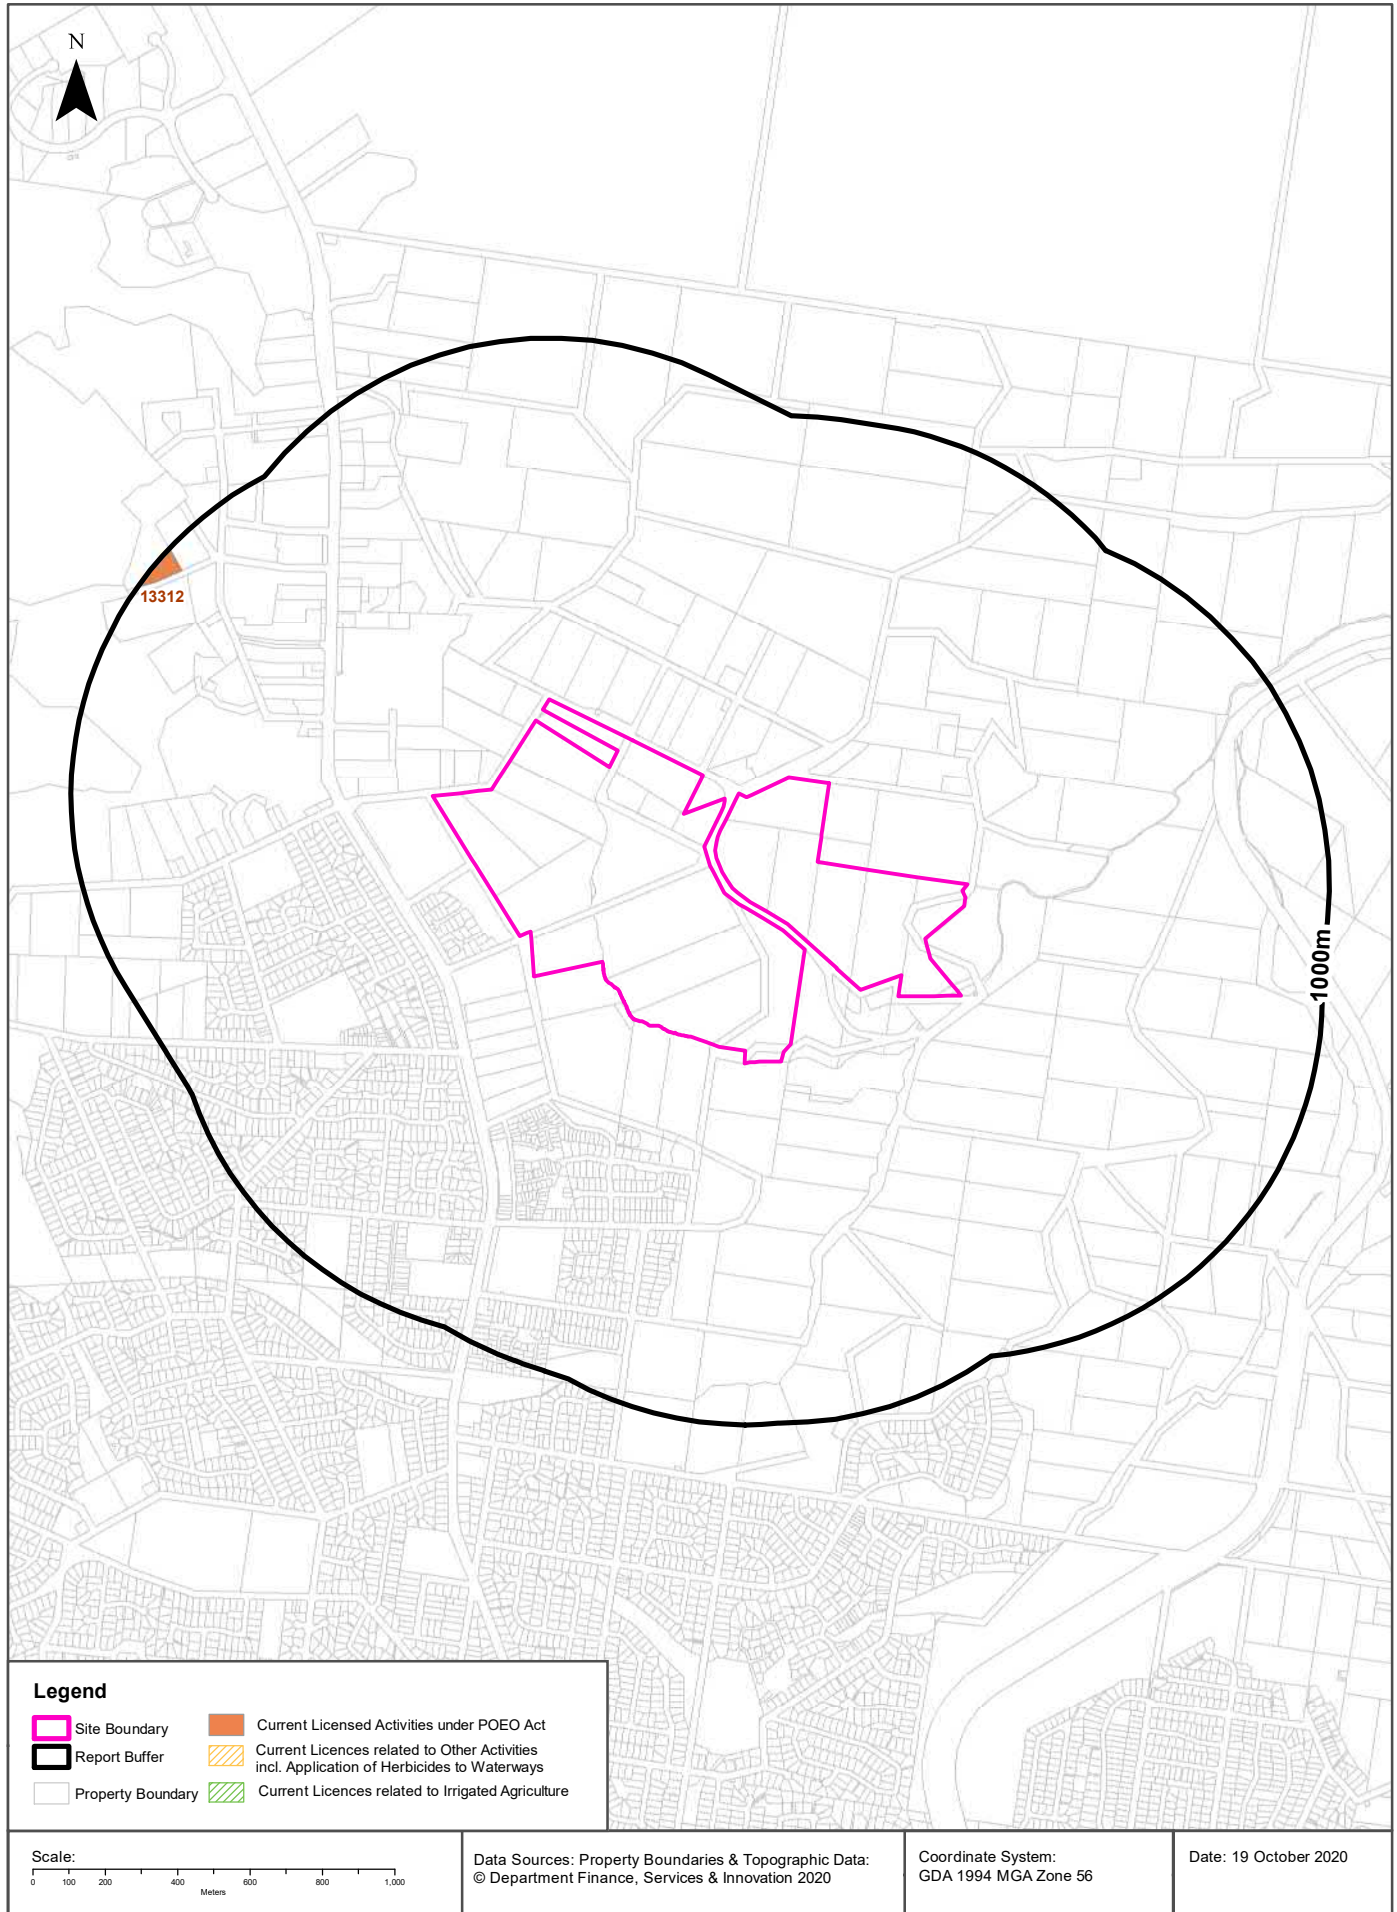 N
13312
1000m
Legend
Site Boundary
Report Buffer
Property Boundary
Current Licensed Activities under POEO Act
Current Licences related to Other Activities
incl. Application of Herbicides to Waterways
Current Licences related to Irrigated Agriculture
Scale:
0 100 200 400 600 800 1,000
Meters
Data Sources: Property Boundaries & Topographic Data:
© Department Finance, Services & Innovation 2020
Coordinate System:
GDA 1994 MGA Zone 56
Date: 19 October 2020